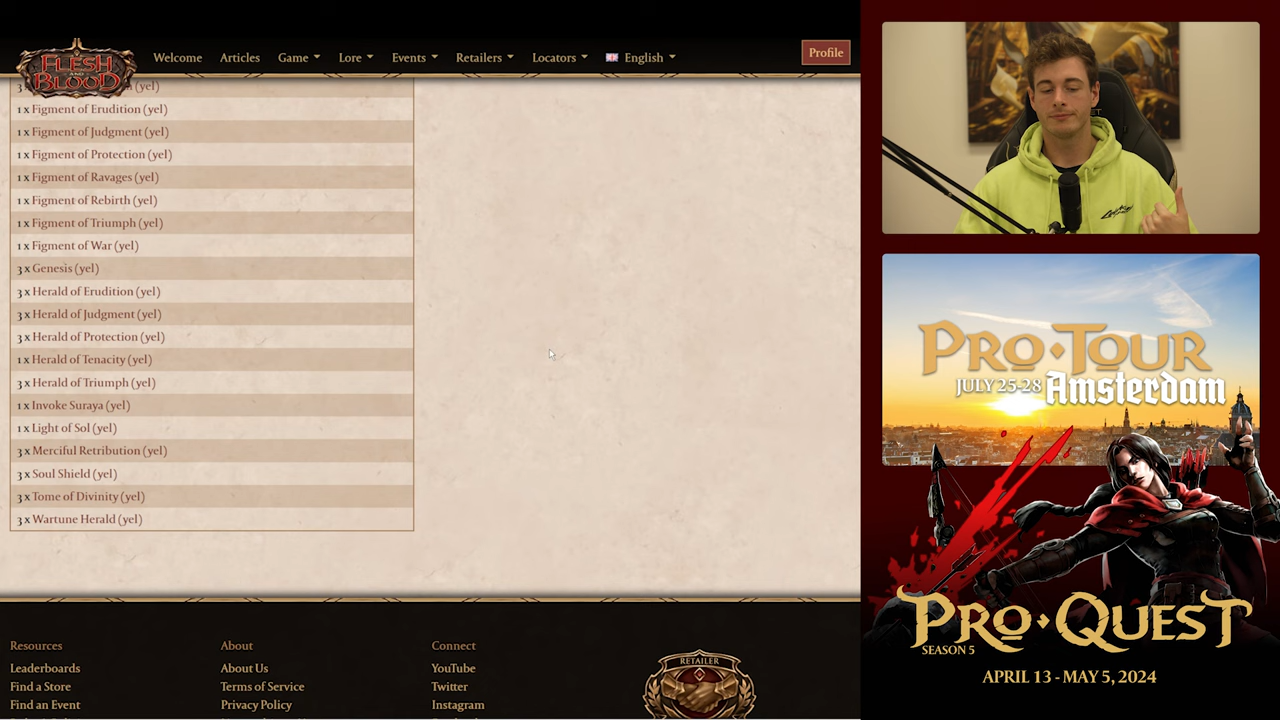 FLESH
AND
BLOOD
Welcome
Articles
Game
Lore
Events
Retailers
Locators
English
Profile
1 x Figment of Erudition (yel)
1 x Figment of Judgment (yel)
1 x Figment of Protection (yel)
1 x Figment of Ravages (yel)
1 x Figment of Rebirth (yel)
1 x Figment of Triumph (yel)
1 x Figment of War (yel)
3 x Genesis (yel)
3 x Herald of Erudition (yel)
3 x Herald of Judgment (yel)
3 x Herald of Protection (yel)
1 x Herald of Tenacity (yel)
3 x Herald of Triumph (yel)
1 x Invoke Suraya (yel)
1 x Light of Sol (yel)
3 x Merciful Retribution (yel)
3 x Soul Shield (yel)
3 x Tome of Divinity (yel)
3 x Wartune Herald (yel)
Resources
Leaderboards
Find a Store
Find an Event
About
About Us
Terms of Service
Privacy Policy
Connect
YouTube
Twitter
Instagram
RETAILER
PRO TOUR
JULY 25-28 Amsterdam
PRO QUEST
SEASON 5
APRIL 13 - MAY 5, 2024